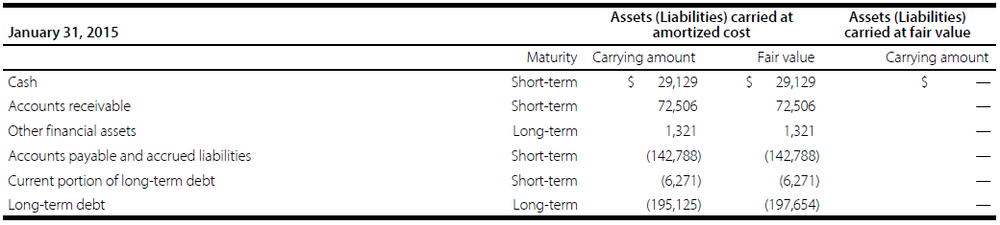 January 31, 2015 Assets (Liabilities) carried at amortized cost Assets (Liabilities) carried at fair value
Maturity Carrying amount Fair value Carrying amount
Cash Short-term $ 29,129 $ 29,129 $ —
Accounts receivable Short-term 72,506 72,506 —
Other financial assets Long-term 1,321 1,321 —
Accounts payable and accrued liabilities Short-term (142,788) (142,788) —
Current portion of long-term debt Short-term (6,271) (6,271) —
Long-term debt Long-term (195,125) (197,654) —